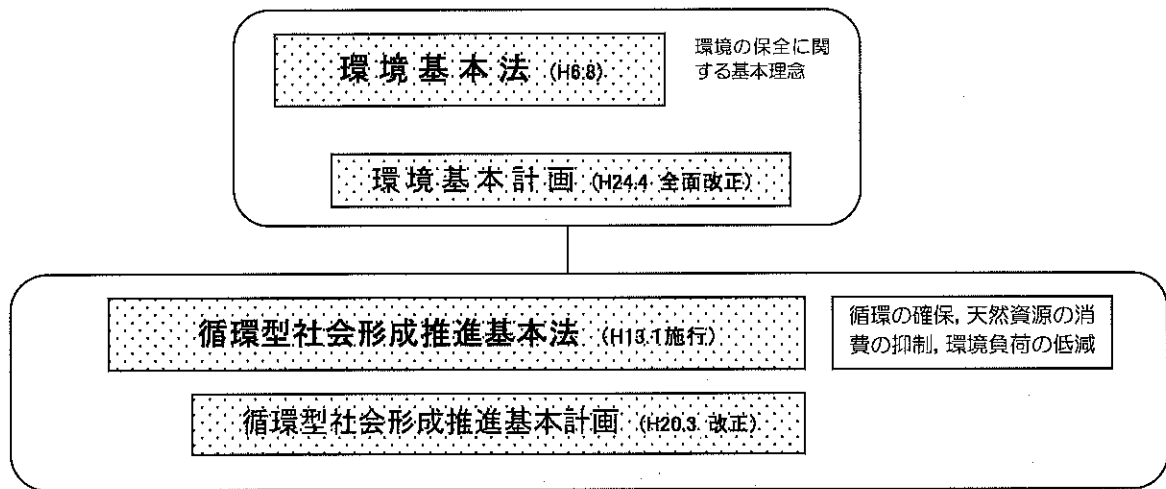 環境基本法 (H6.8)
環境の保全に関
する基本理念
環境基本計画 (H24.4 全面改正)
循環型社会形成推進基本法 (H13.1施行)
循環の確保,天然資源の消
費の抑制,環境負荷の低減
循環型社会形成推進基本計画 (H20.3 改正)